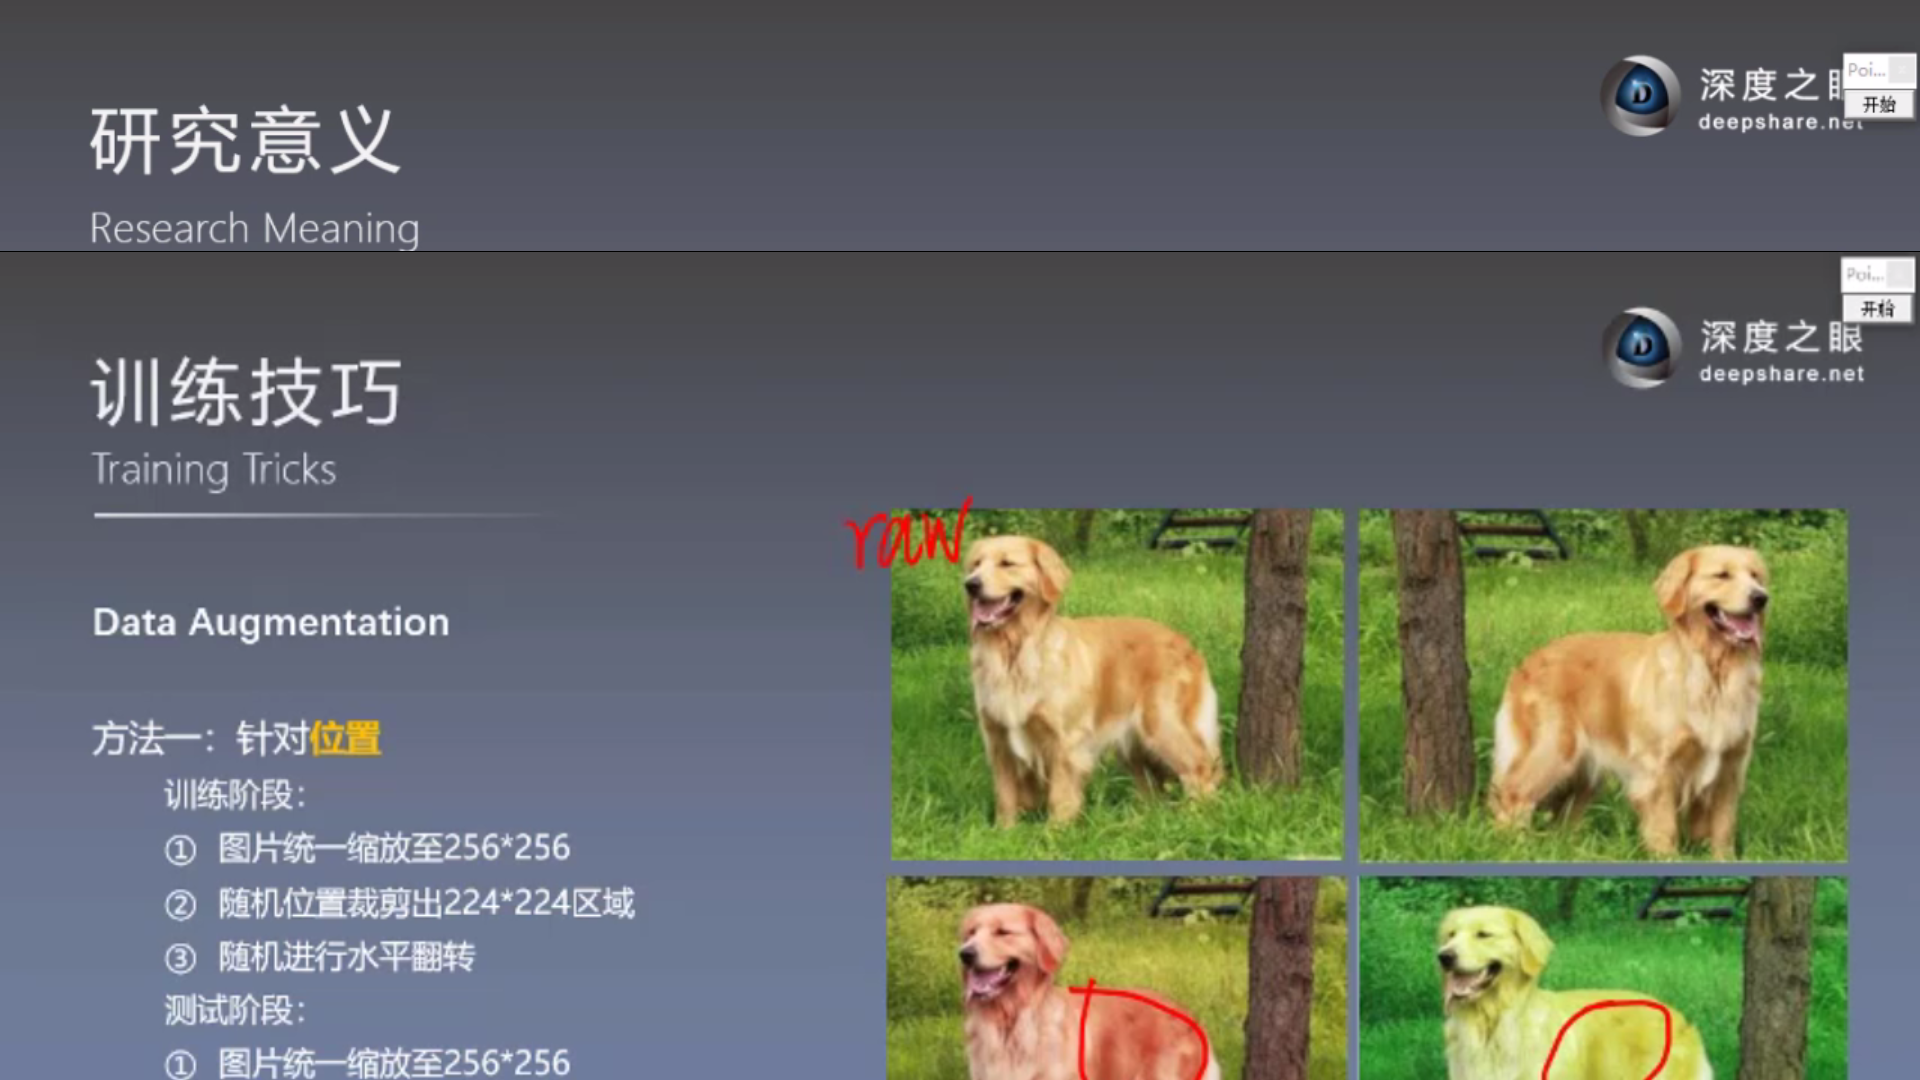 研究意义
Research Meaning
深度之
deepshare.net
Poi...
开始
训练技巧
Training Tricks
深度之眼
deepshare.net
Poi...
开始
raw
Data Augmentation
方法一：针对位置
训练阶段：
① 图片统一缩放至256*256
② 随机位置裁剪出224*224区域
③ 随机进行水平翻转
测试阶段：
① 图片统一缩放至256*256